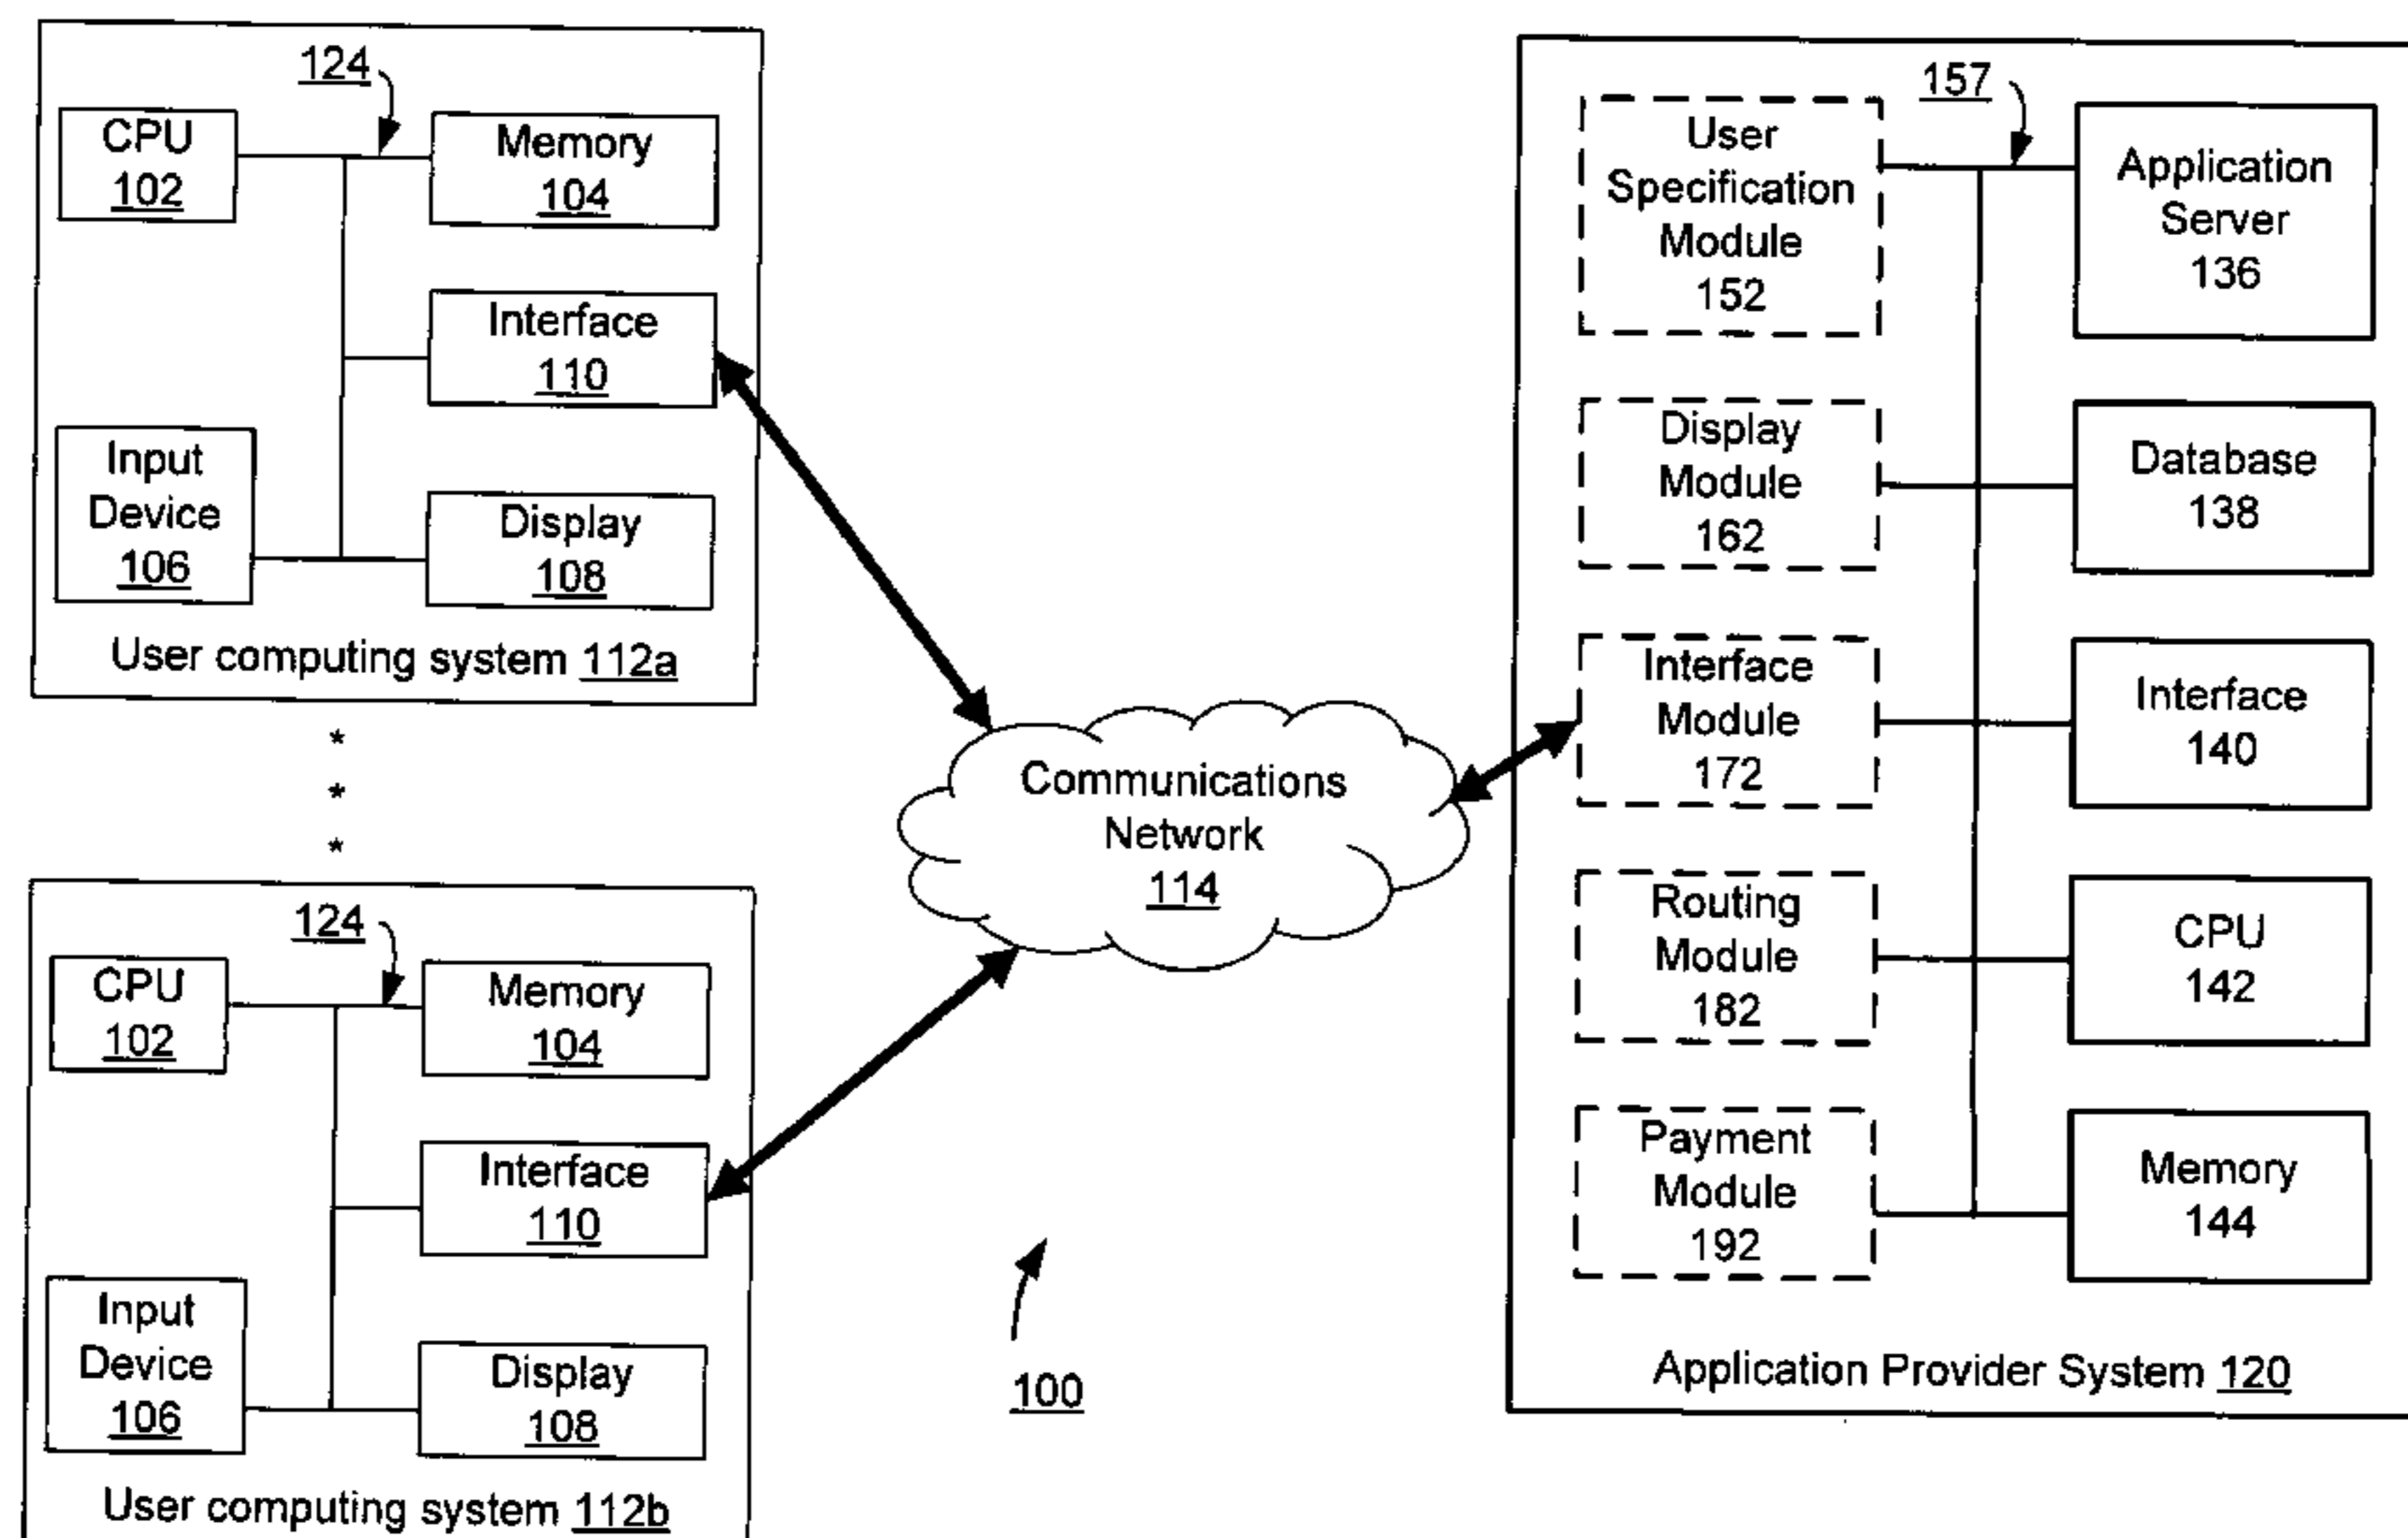 124
CPU
102
Memory
104
Interface
110
Input
Device
106
Display
108
User computing system 112a
*
*
*
124
CPU
102
Memory
104
Interface
110
Input
Device
106
Display
108
User computing system 112b
Communications
Network
114
100
157
User
Specification
Module
152
Application
Server
136
Display
Module
162
Database
138
Interface
Module
172
Interface
140
Routing
Module
182
CPU
142
Payment
Module
192
Memory
144
Application Provider System 120